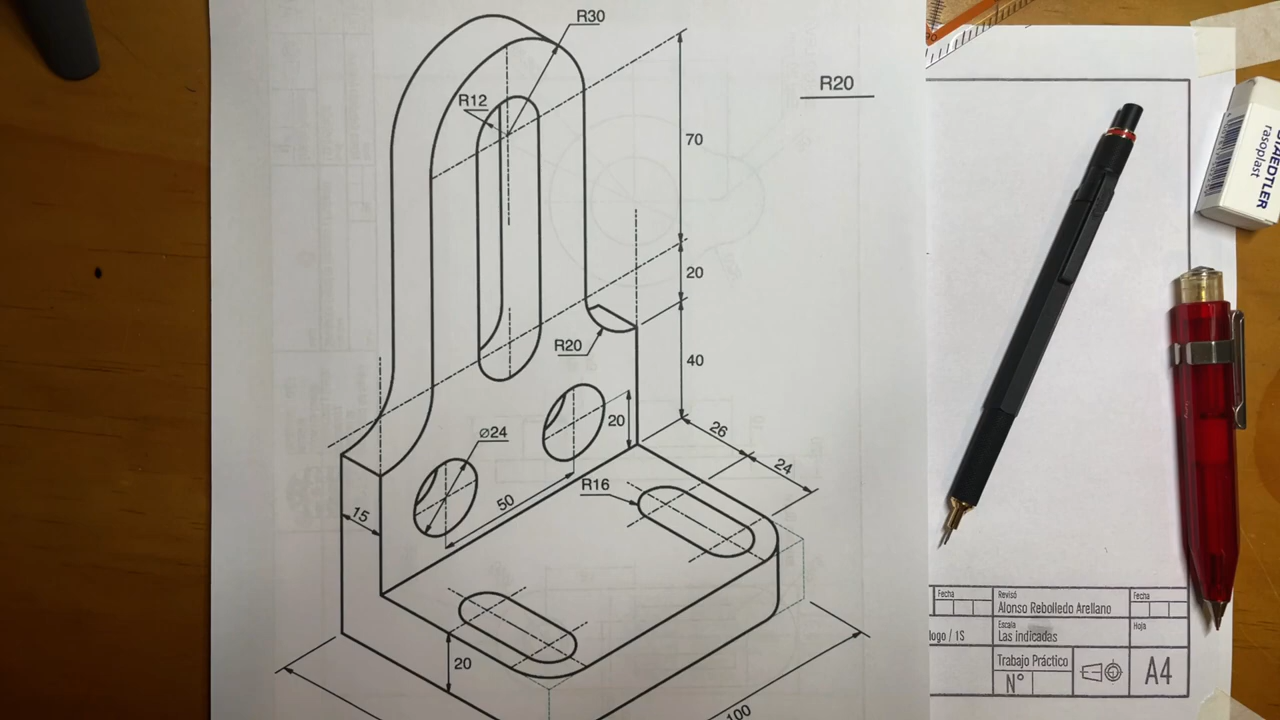 R30
R20
R12
70
20
R20
40
20
Ø24
26
24
R16
50
15
20
100
Fecha
Revisó
Alonso Rebolledo Arellano
Fecha
logo / 1S
Escala
Las indicadas
Hoja
Trabajo Práctico
N°
A4
STAEDTLER
rasoplast